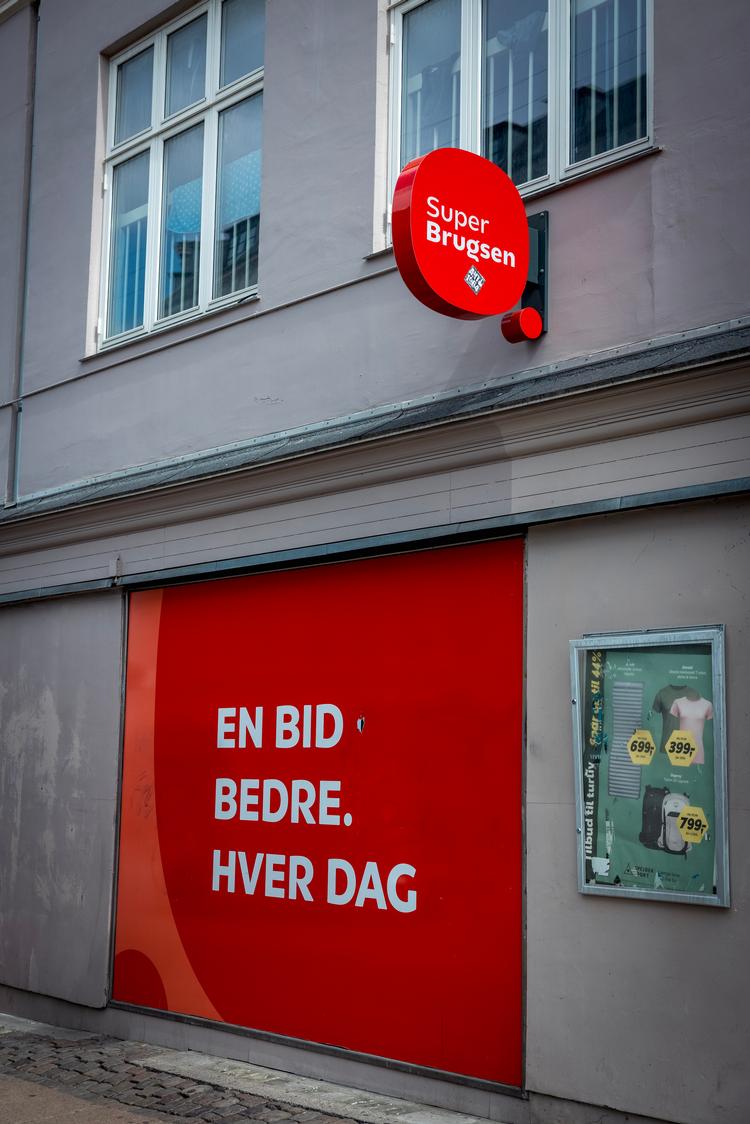 Super
Brugsen
EN BID
BEDRE.
HVER DAG
699,-
399,-
799,-